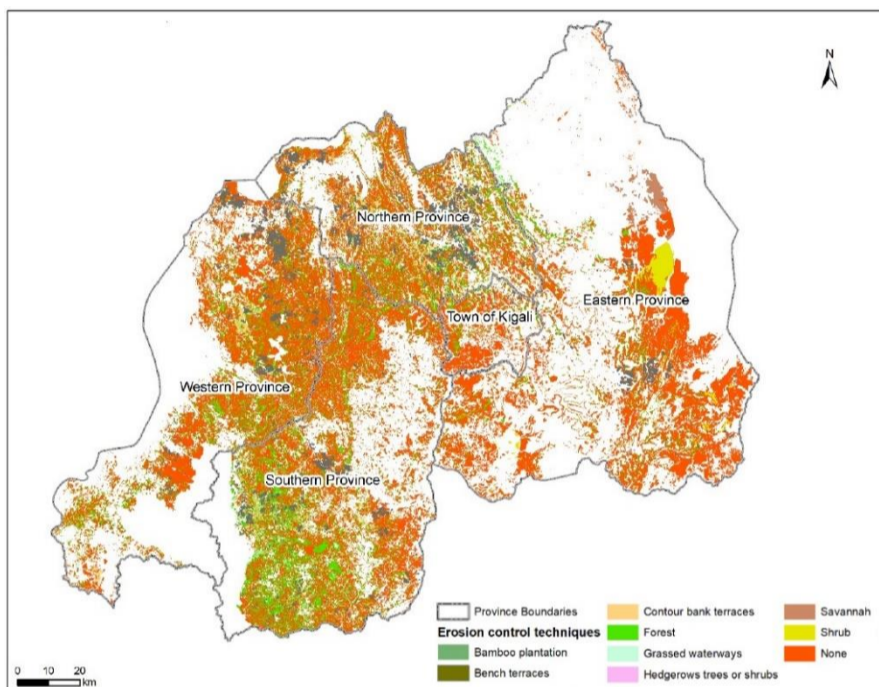 N
Northern Province
Eastern Province
Town of Kigali
Western Province
Southern Province
Province Boundaries
Erosion control techniques
Bamboo plantation
Bench terraces
Contour bank terraces
Forest
Grassed waterways
Hedgerows trees or shrubs
Savannah
Shrub
None
0 10 20
km